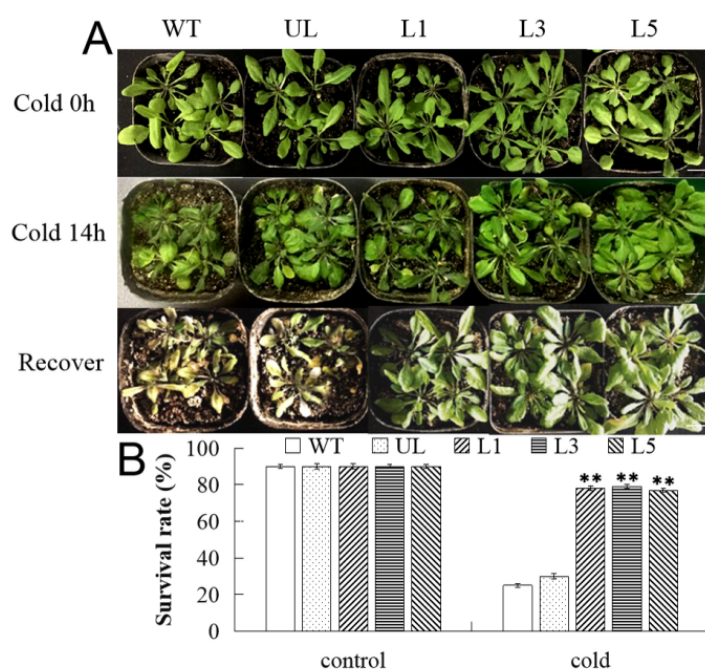 A WT UL L1 L3 L5
Cold 0h
Cold 14h
Recover
B WT UL L1 L3 L5
Survival rate (%)
100
80
60
40
20
0
** ** **
control cold